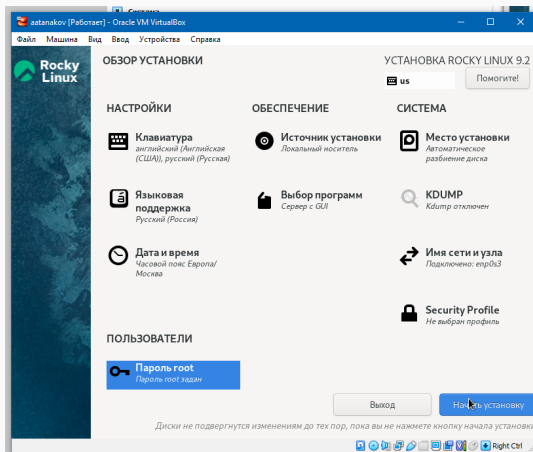 Система
aatanakov [Работает] - Oracle VM VirtualBox
Файл Машина Вид Ввод Устройства Справка
Rocky
Linux
ОБЗОР УСТАНОВКИ
УСТАНОВКА ROCKY LINUX 9.2
us
Помогите!
НАСТРОЙКИ
Клавиатура
английский (Английская
(США)), русский (Русская)
Языковая
поддержка
Русский (Россия)
Дата и время
Часовой пояс Европа/
Москва
ОБЕСПЕЧЕНИЕ
Источник установки
Локальный носитель
Выбор программ
Сервер с GUI
СИСТЕМА
Место установки
Автоматическое
разбиение диска
KDUMP
Kdump отключен
Имя сети и узла
Подключено: enp0s3
Security Profile
Не выбран профиль
ПОЛЬЗОВАТЕЛИ
Пароль root
Пароль root задан
Выход
Начать установку
Диски не подвергнутся изменениям до тех пор, пока вы не нажмете кнопку начала установки
Right Ctrl